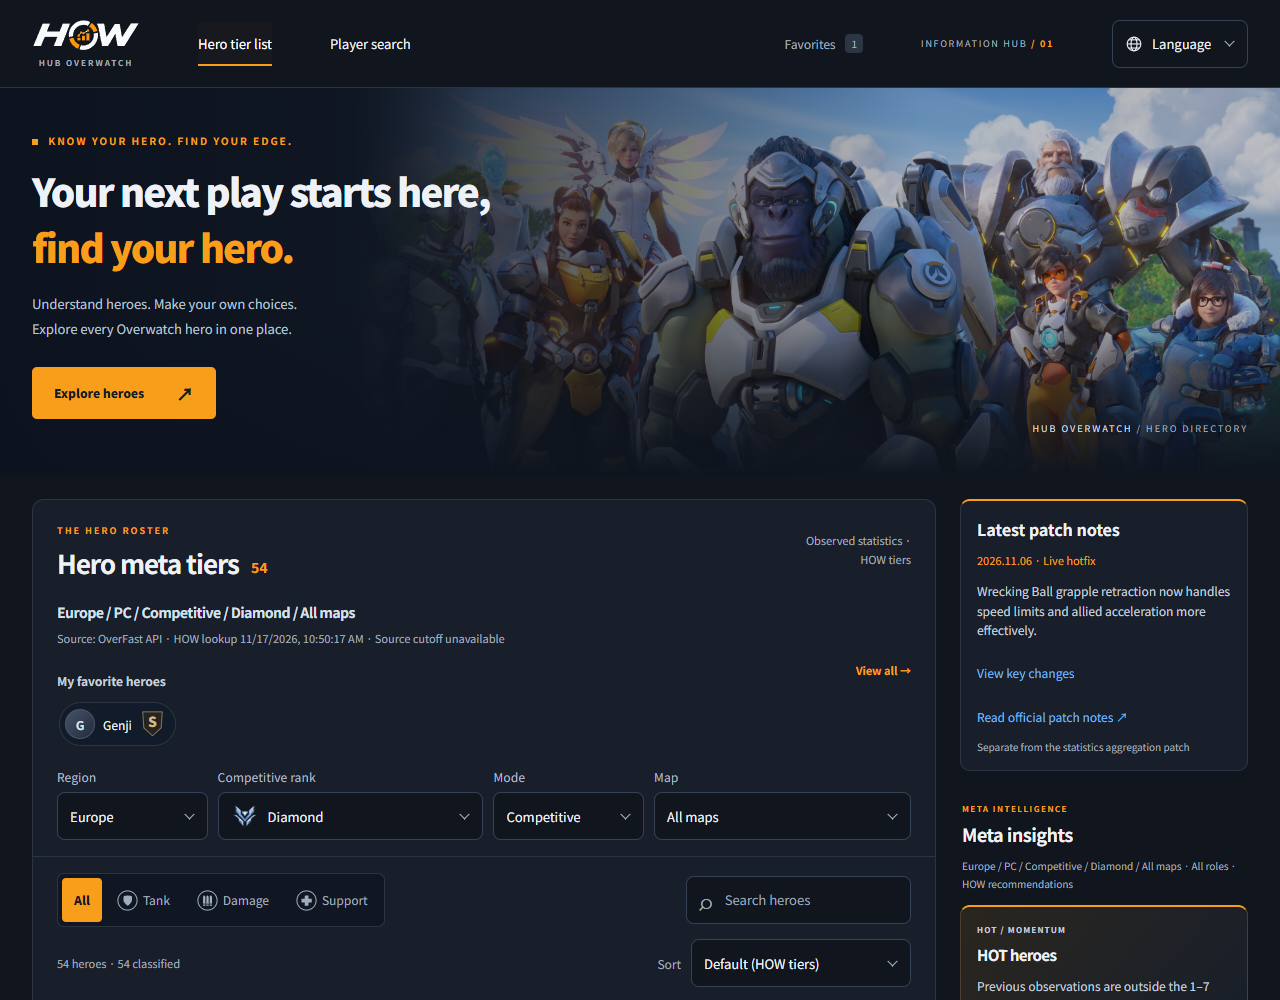 HOW
HUB OVERWATCH
Hero tier list
Player search
Favorites 1
INFORMATION HUB / 01
Language
KNOW YOUR HERO. FIND YOUR EDGE.
Your next play starts here,
find your hero.
Understand heroes. Make your own choices.
Explore every Overwatch hero in one place.
Explore heroes ↗
HUB OVERWATCH / HERO DIRECTORY
THE HERO ROSTER
Hero meta tiers 54
Observed statistics ·
HOW tiers
Europe / PC / Competitive / Diamond / All maps
Source: OverFast API · HOW lookup 11/17/2026, 10:50:17 AM · Source cutoff unavailable
My favorite heroes
View all →
G Genji S
Region
Competitive rank
Mode
Map
Europe
Diamond
Competitive
All maps
All
Tank
Damage
Support
Search heroes
54 heroes · 54 classified
Sort
Default (HOW tiers)
Latest patch notes
2026.11.06 · Live hotfix
Wrecking Ball grapple retraction now handles
speed limits and allied acceleration more
effectively.
View key changes
Read official patch notes ↗
Separate from the statistics aggregation patch
META INTELLIGENCE
Meta insights
Europe / PC / Competitive / Diamond / All maps · All roles ·
HOW recommendations
HOT / MOMENTUM
HOT heroes
Previous observations are outside the 1–7